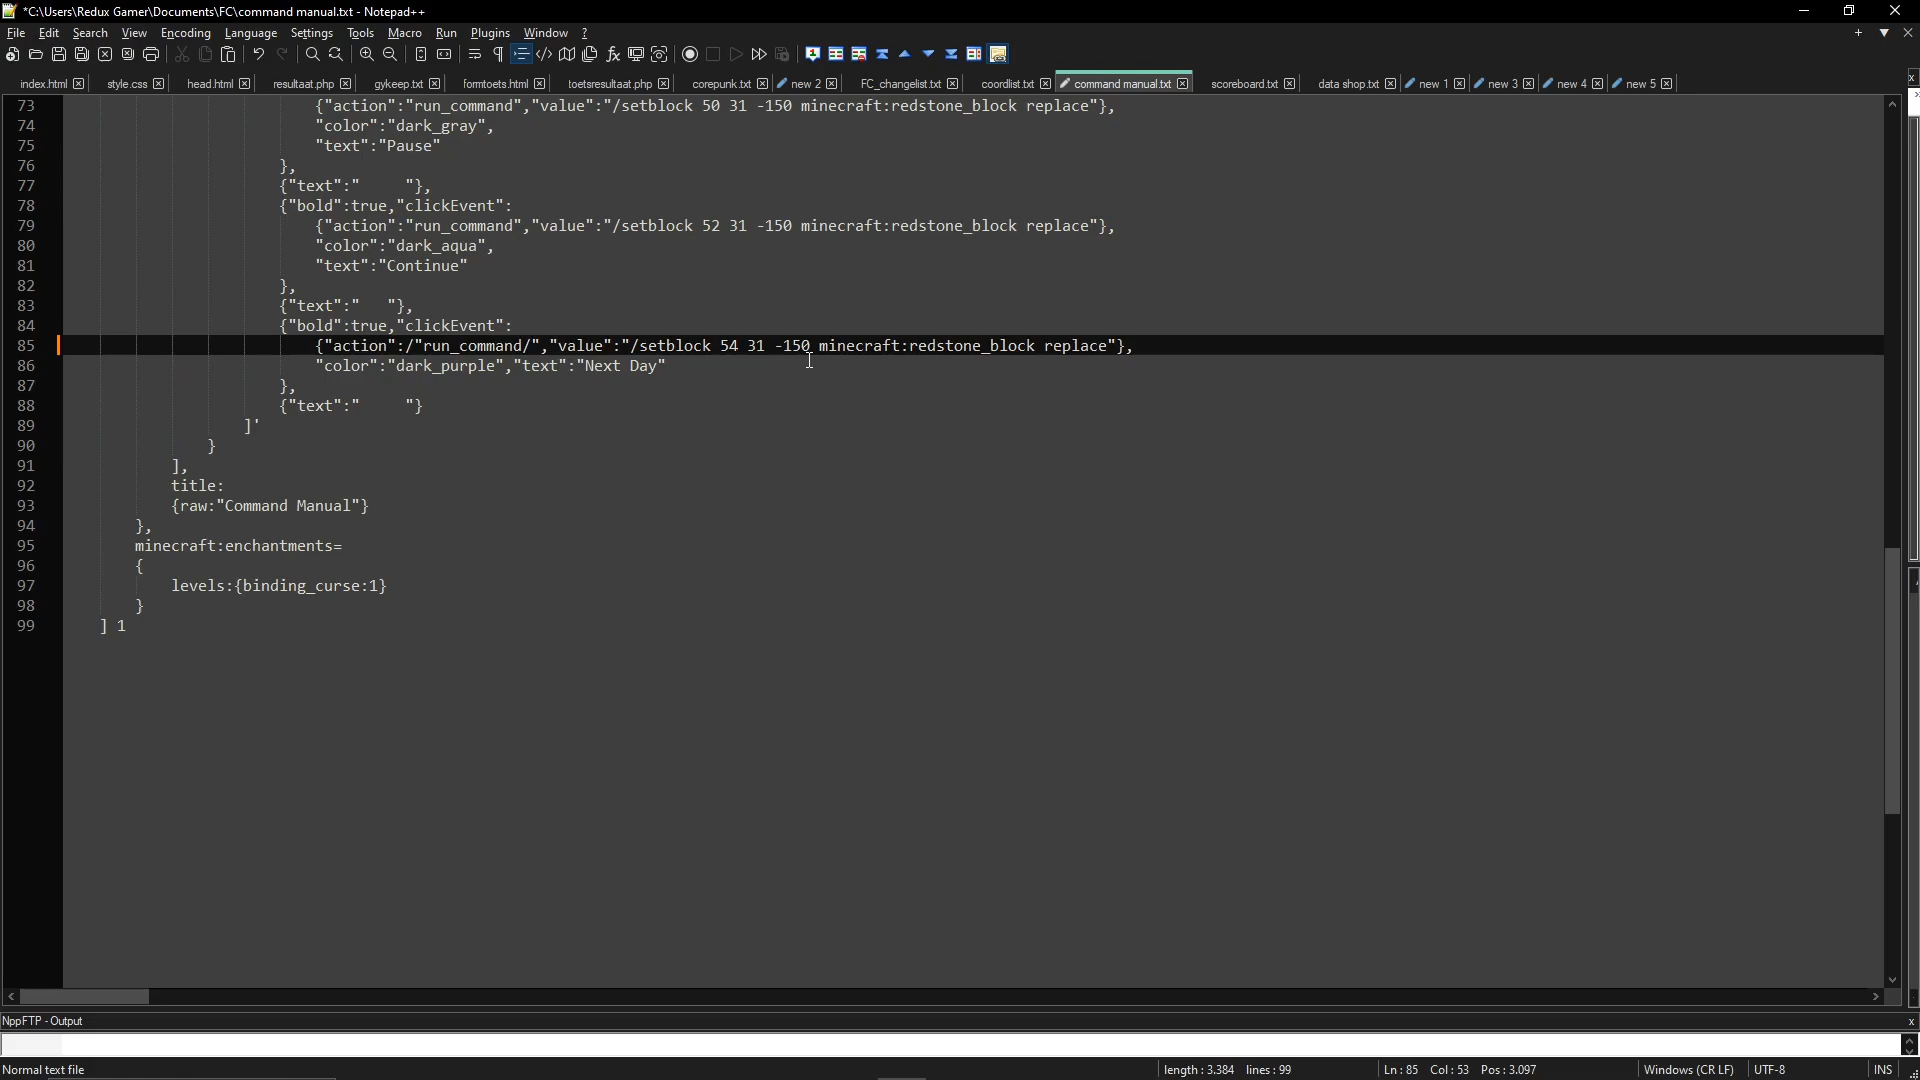 *C:\Users\Redux Gamer\Documents\FC\command manual.txt - Notepad++
File Edit Search View Encoding Language Settings Tools Macro Run Plugins Window ?
index.html style.css head.html resultaat.php gykeep.txt formtoets.html toetsresultaat.php corepunk.txt new 2 FC_changelist.txt coordlist.txt command manual.txt scoreboard.txt data shop.txt new 1 new 3 new 4 new 5
73 {"action":"run_command","value":"/setblock 50 31 -150 minecraft:redstone_block replace"},
74 "color":"dark_gray",
75 "text":"Pause"
76 },
77 {"text":"     "},
78 {"bold":true,"clickEvent":
79 {"action":"run_command","value":"/setblock 52 31 -150 minecraft:redstone_block replace"},
80 "color":"dark_aqua",
81 "text":"Continue"
82 },
83 {"text":"   "},
84 {"bold":true,"clickEvent":
85 {"action":/"run_command/","value":"/setblock 54 31 -150 minecraft:redstone_block replace"},
86 "color":"dark_purple","text":"Next Day"
87 },
88 {"text":"     "}
89 ]'
90 }
91 ],
92 title:
93 {raw:"Command Manual"}
94 },
95 minecraft:enchantments=
96 {
97 levels:{binding_curse:1}
98 }
99 ] 1
NppFTP - Output
Normal text file length : 3.384 lines : 99 Ln : 85 Col : 53 Pos : 3.097 Windows (CR LF) UTF-8 INS